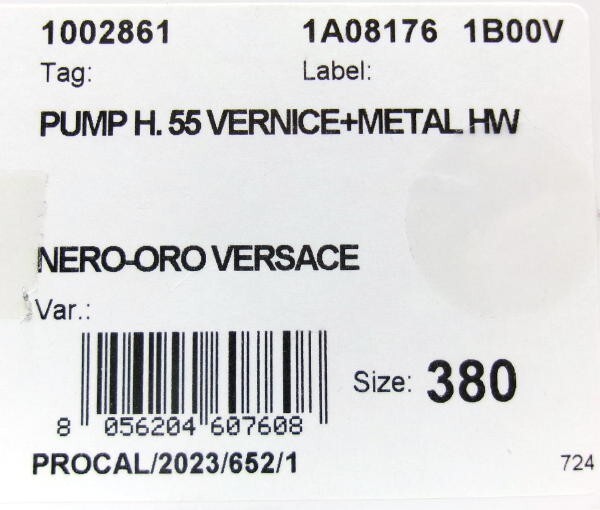 1002861 1A08176 1B00V
Tag: Label:
PUMP H. 55 VERNICE+METAL HW
NERO-ORO VERSACE
Var.:
Size: 380
8 056204 607608
PROCAL/2023/652/1 724